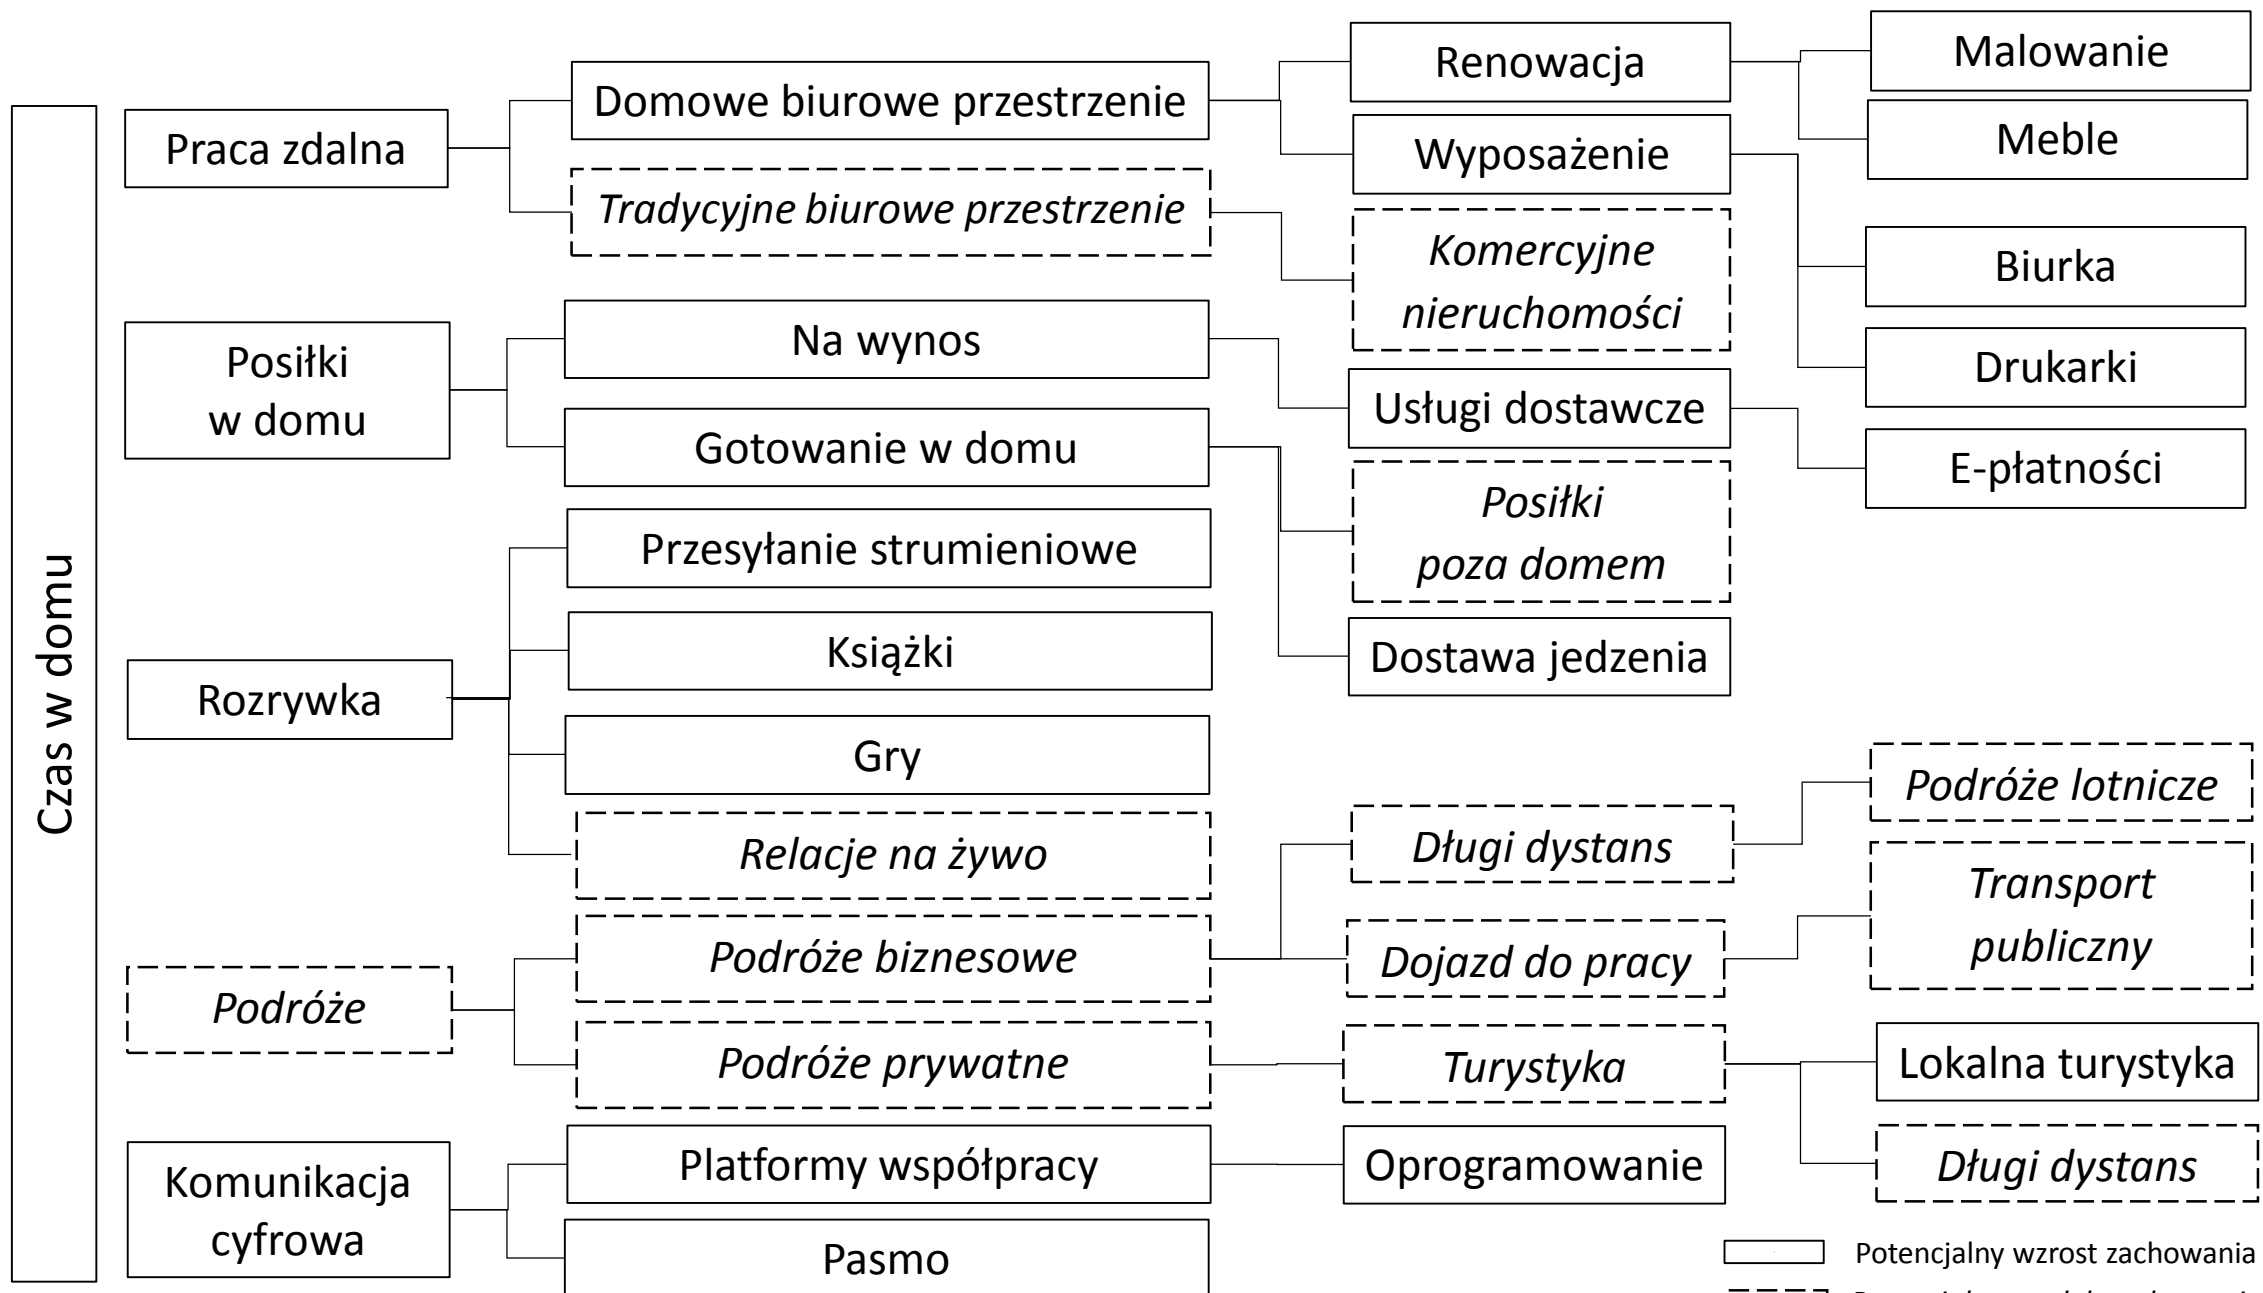 Czas w domu
Praca zdalna
Domowe biurowe przestrzenie
Tradycyjne biurowe przestrzenie
Renowacja
Wyposażenie
Komercyjne
nieruchomości
Malowanie
Meble
Biurka
Drukarki
Posiłki
w domu
Na wynos
Gotowanie w domu
Usługi dostawcze
Posiłki
poza domem
Dostawa jedzenia
E-płatności
Rozrywka
Przesyłanie strumieniowe
Książki
Gry
Relacje na żywo
Podróże
Podróże biznesowe
Podróże prywatne
Długi dystans
Dojazd do pracy
Turystyka
Podróże lotnicze
Transport
publiczny
Lokalna turystyka
Długi dystans
Komunikacja
cyfrowa
Platformy współpracy
Pasmo
Oprogramowanie
Potencjalny wzrost zachowania